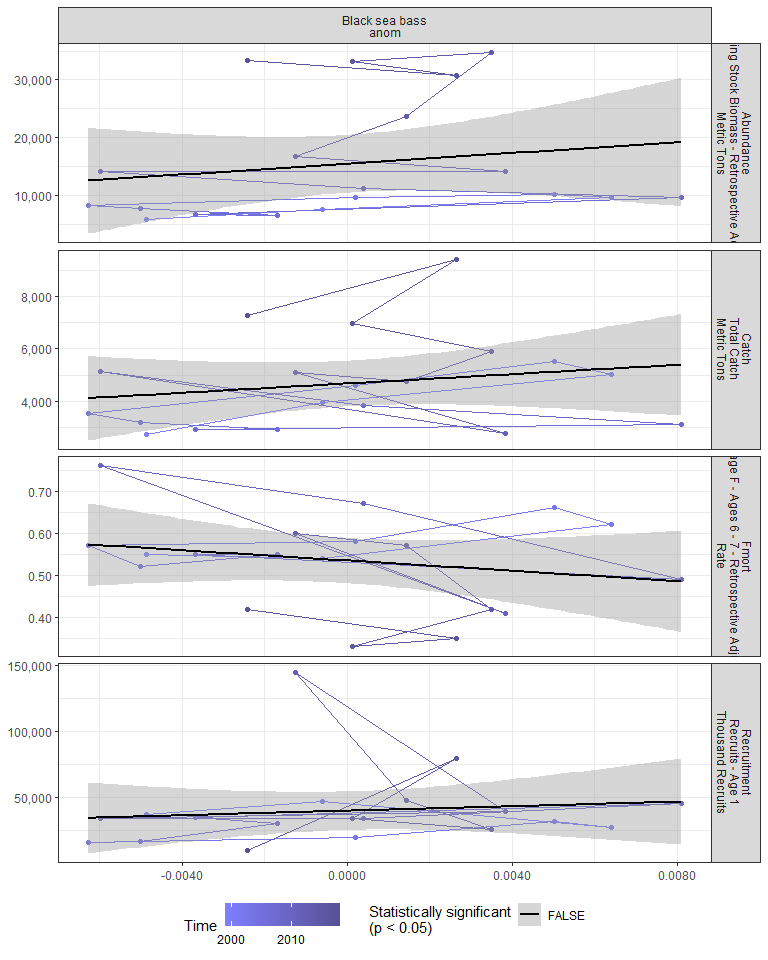 Black sea bass
anom
30,000
20,000
10,000
Abundance
ing Stock Biomass - Retrospective
Metric Tons
8,000
6,000
4,000
Catch
Total Catch
Metric Tons
0.70
0.60
0.50
0.40
Fmort
F - Ages 6 - 7 - Retrospective Adj
Rate
150,000
100,000
50,000
Recruitment
Recruits - Age 1
Thousand Recruits
-0.0040
0.0000
0.0040
0.0080
Time
2000
2010
Statistically significant
(p < 0.05)
FALSE